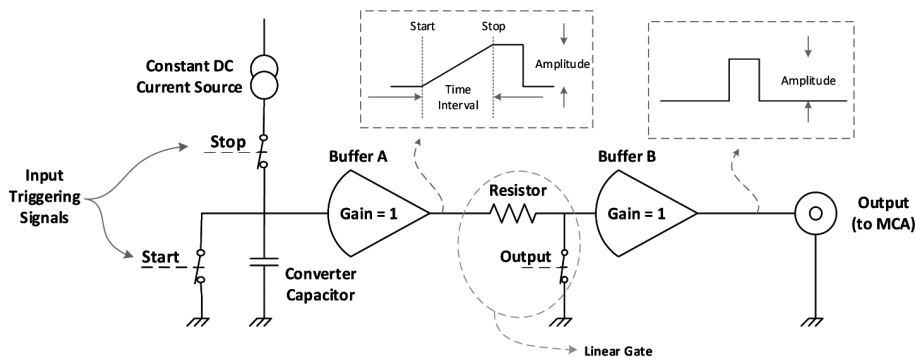 Constant DC
Current Source
Start
Stop
Time
Interval
Amplitude
Amplitude
Stop
Input
Triggering
Signals
Start
Converter
Capacitor
Buffer A
Gain = 1
Resistor
Output
Buffer B
Gain = 1
Output
(to MCA)
Linear Gate